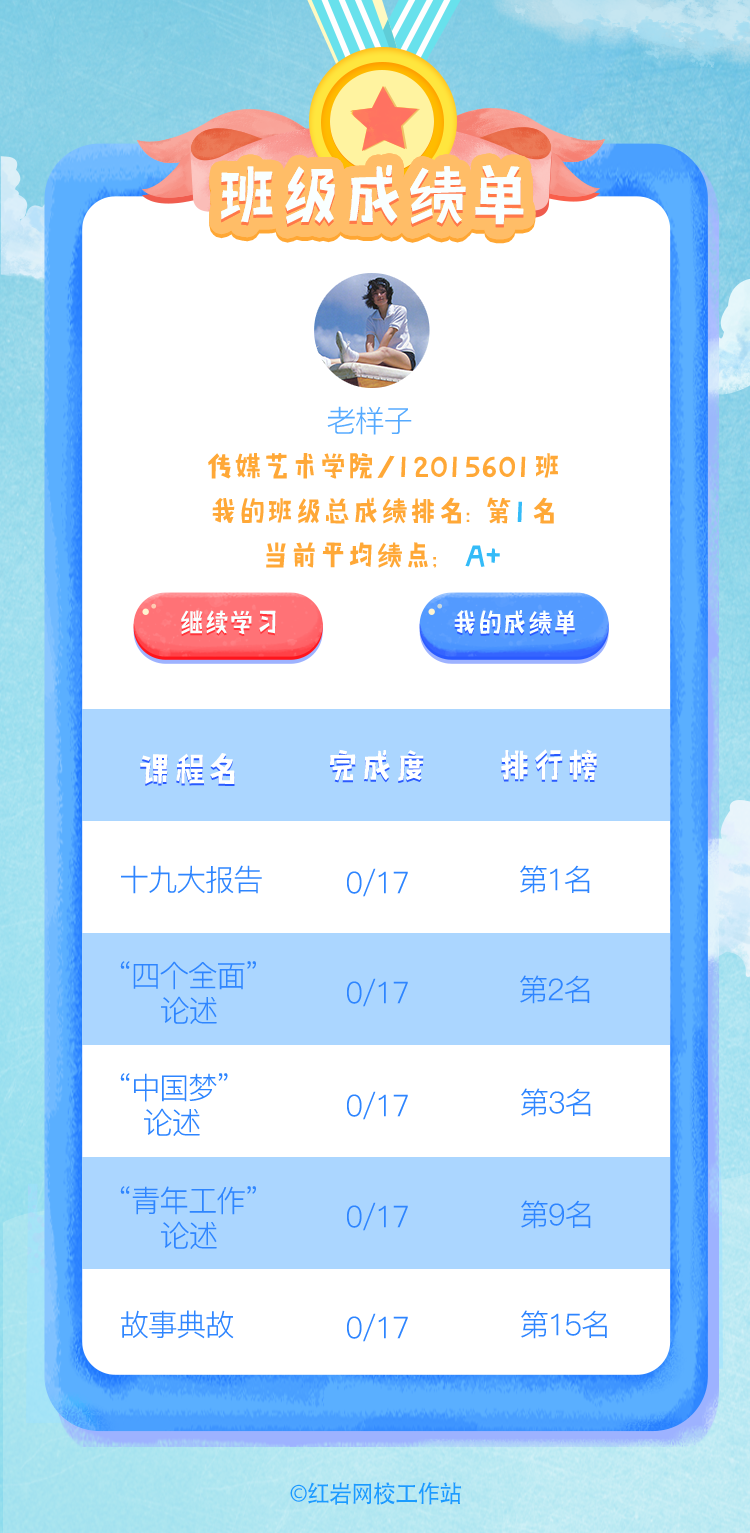 班级成绩单
老样子
传媒艺术学院/12015601班
我的班级总成绩排名: 第1名
当前平均绩点: A+
继续学习 我的成绩单
课程名 完成度 排行榜
十九大报告 0/17 第1名
“四个全面”
论述 0/17 第2名
“中国梦”
论述 0/17 第3名
“青年工作”
论述 0/17 第9名
故事典故 0/17 第15名
©红岩网校工作站